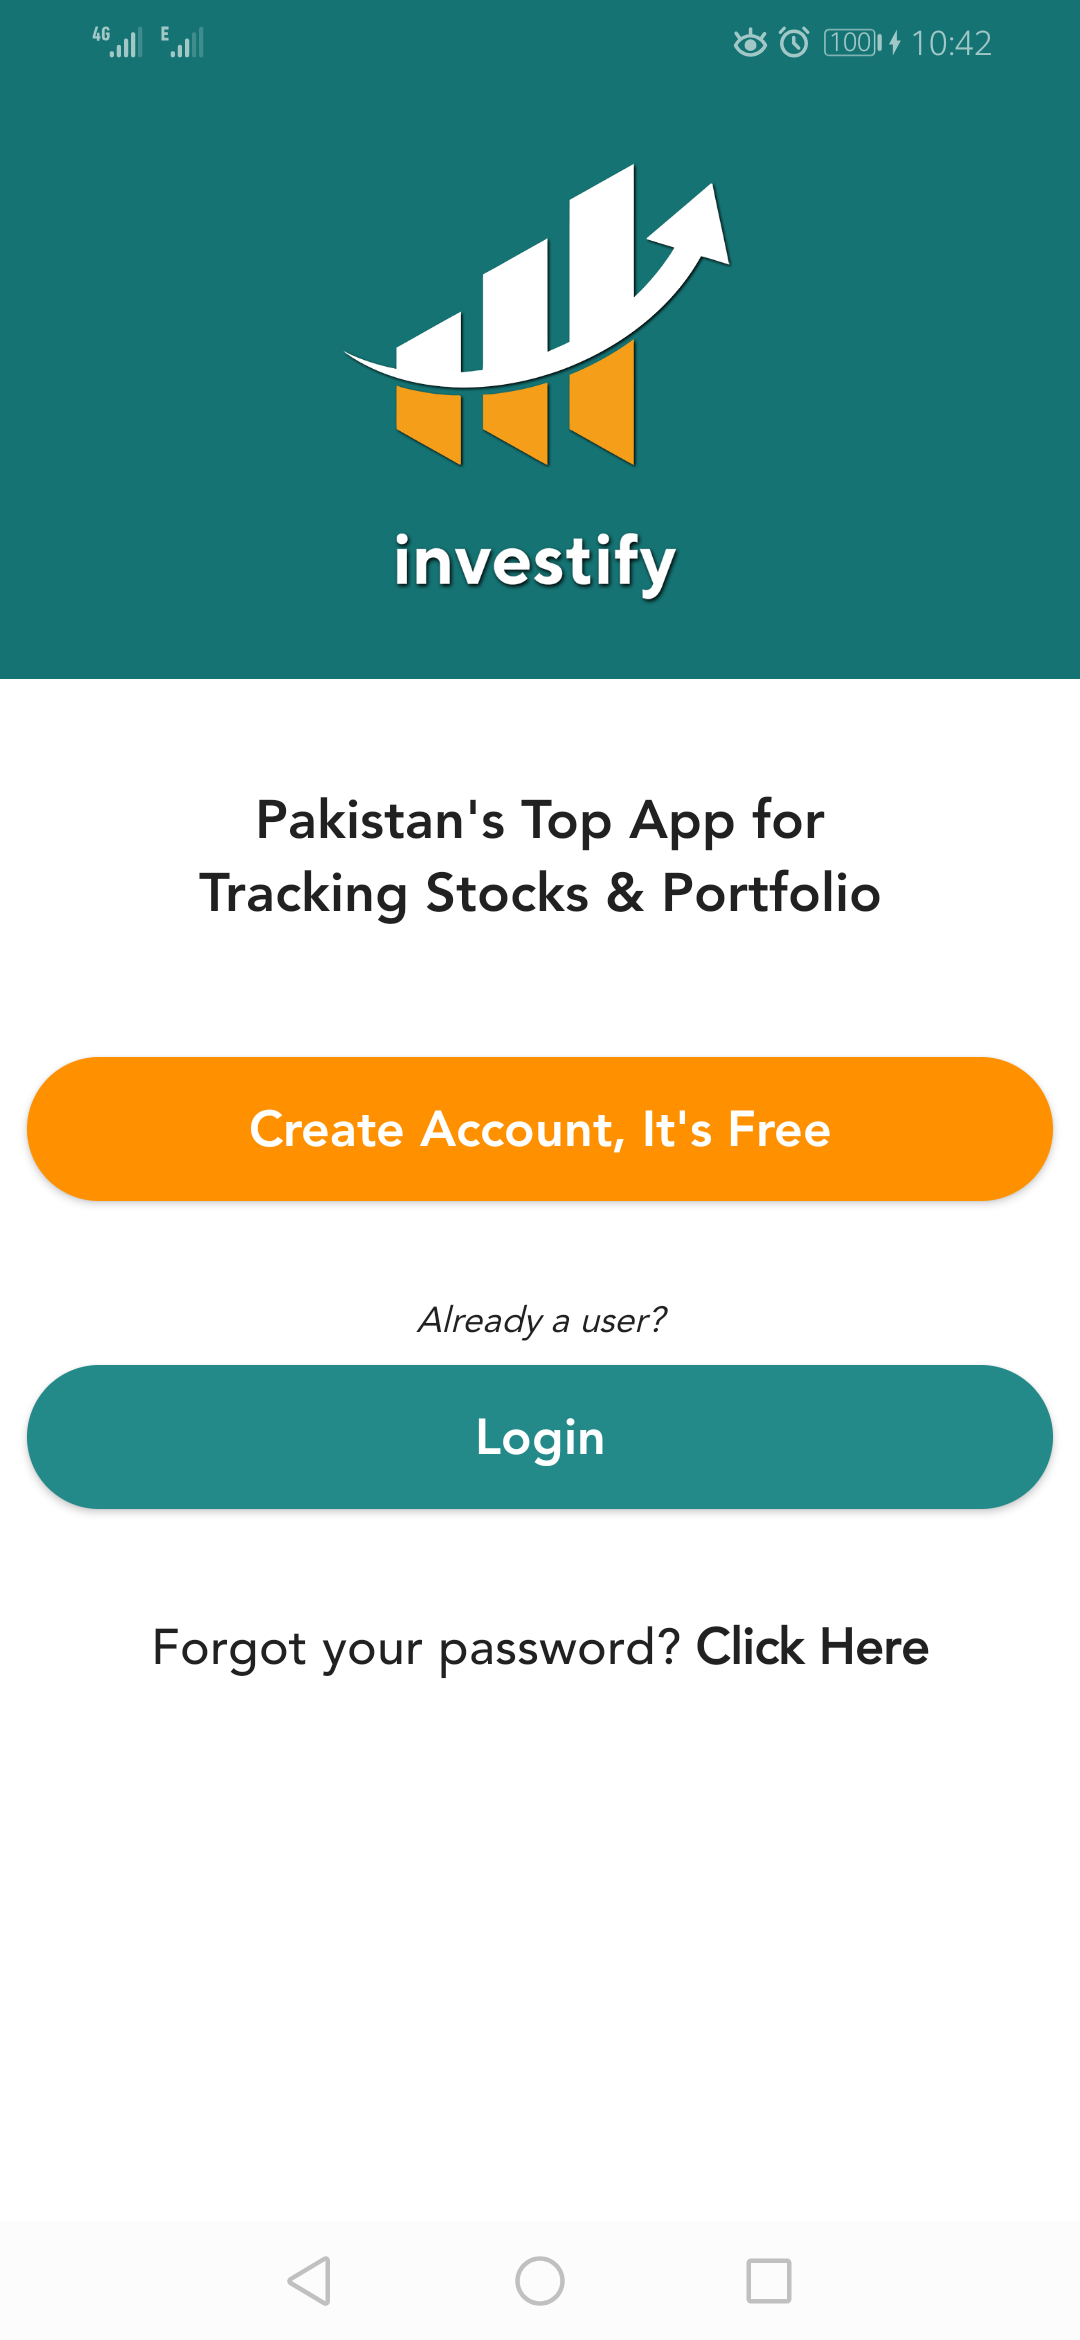 4G E 100 10:42
investify
Pakistan's Top App for
Tracking Stocks & Portfolio
Create Account, It's Free
Already a user?
Login
Forgot your password? Click Here